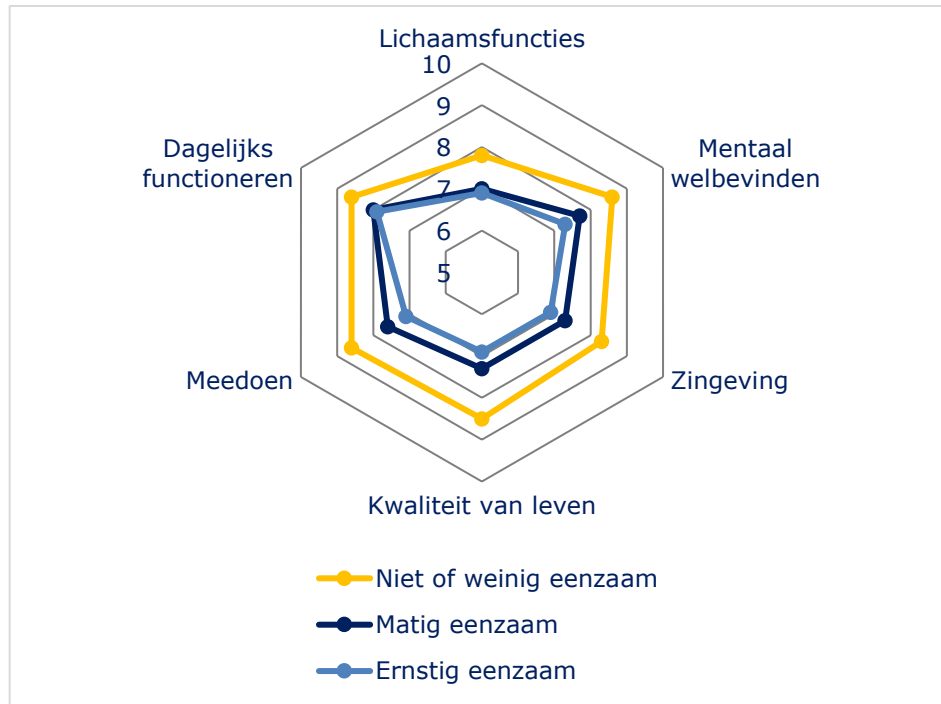 Lichaamsfuncties
10
9
8
7
6
5
Mentaal
welbevinden
Zingeving
Kwaliteit van leven
Meedoen
Dagelijks
functioneren
Niet of weinig eenzaam
Matig eenzaam
Ernstig eenzaam